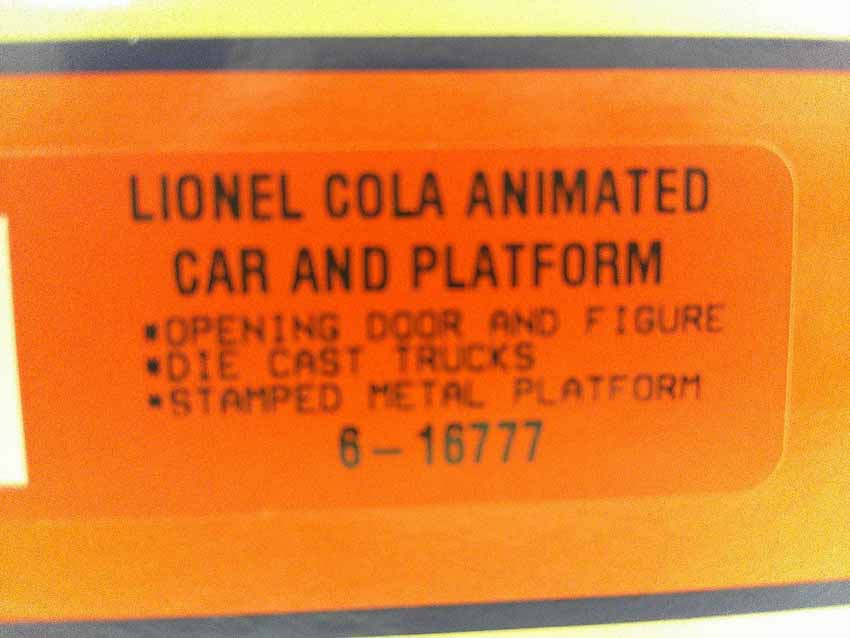 LIONEL COLA ANIMATED
CAR AND PLATFORM
*OPENING DOOR AND FIGURE
*DIE CAST TRUCKS
*STAMPED METAL PLATFORM
6-16777